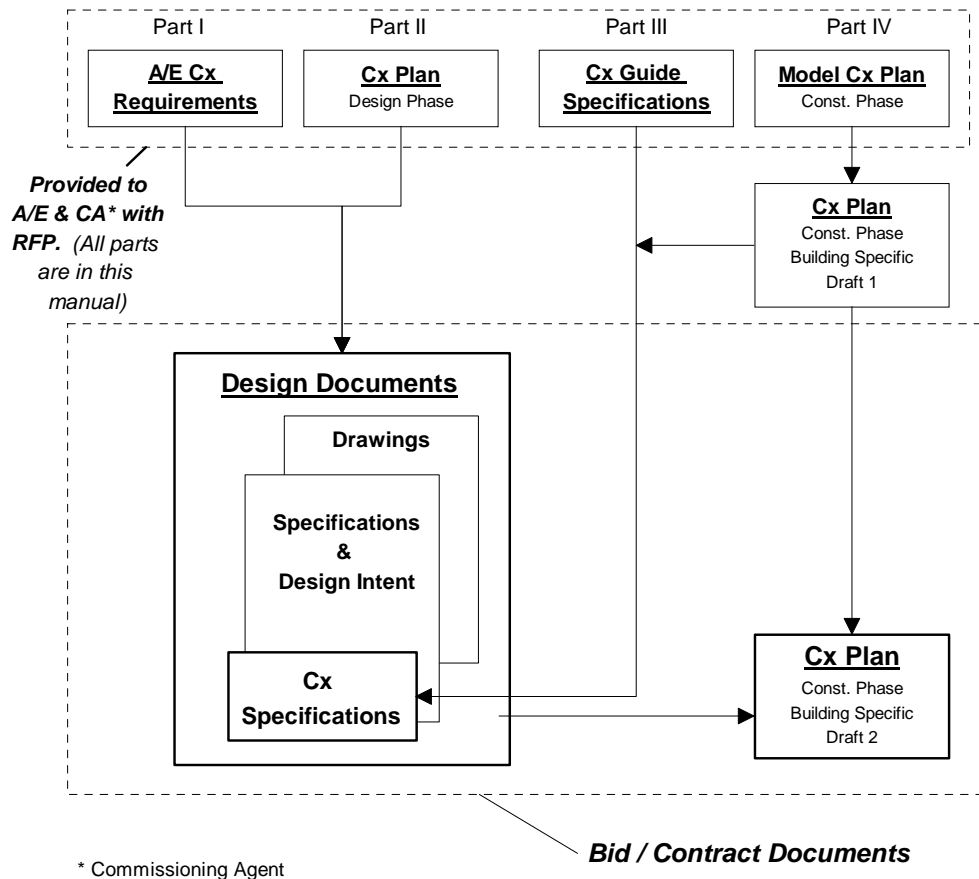 Part I
Part II
Part III
Part IV
A/E Cx
Requirements
Cx Plan
Design Phase
Cx Guide
Specifications
Model Cx Plan
Const. Phase
Provided to
A/E & CA* with
RFP. (All parts
are in this
manual)
Cx Plan
Const. Phase
Building Specific
Draft 1
Design Documents
Drawings
Specifications
&
Design Intent
Cx
Specifications
Cx Plan
Const. Phase
Building Specific
Draft 2
Bid / Contract Documents
* Commissioning Agent